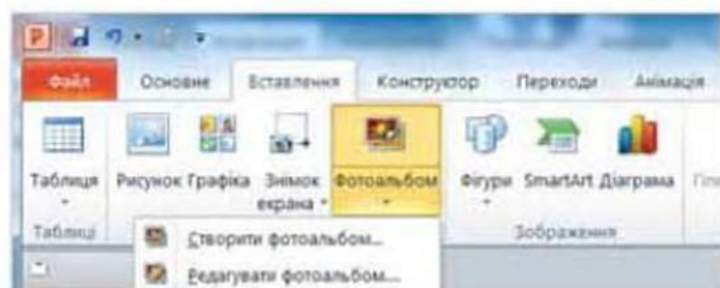 Файл Основне Вставлення Конструктор Переходи Анімація
Таблиця Рисунок Графіка Знімок екрана Фотоальбом Фігури SmartArt Діаграма
Таблиці Зображення
Створити фотоальбом...
Редагувати фотоальбом...